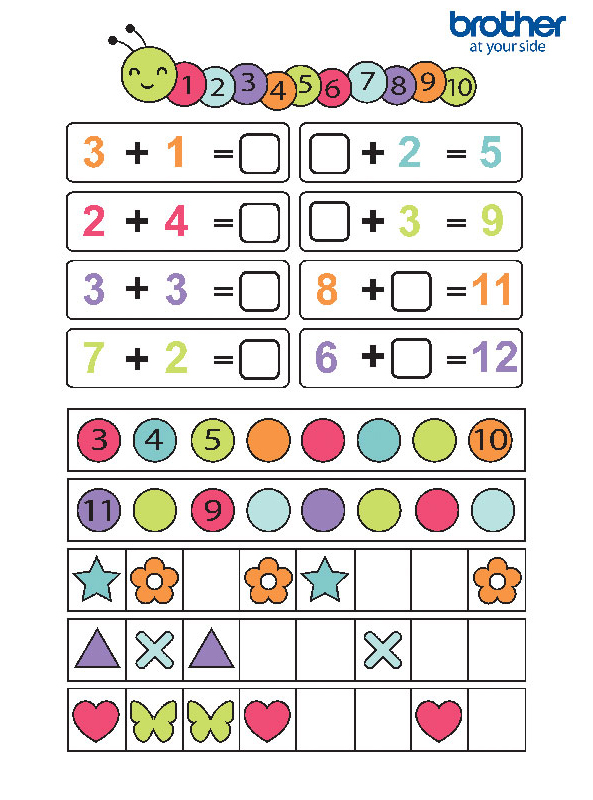 brother
at your side
1 2 3 4 5 6 7 8 9 10
3 + 1 =
+ 2 = 5
2 + 4 =
+ 3 = 9
3 + 3 =
8 + = 11
7 + 2 =
6 + = 12
3 4 5 10
11 9